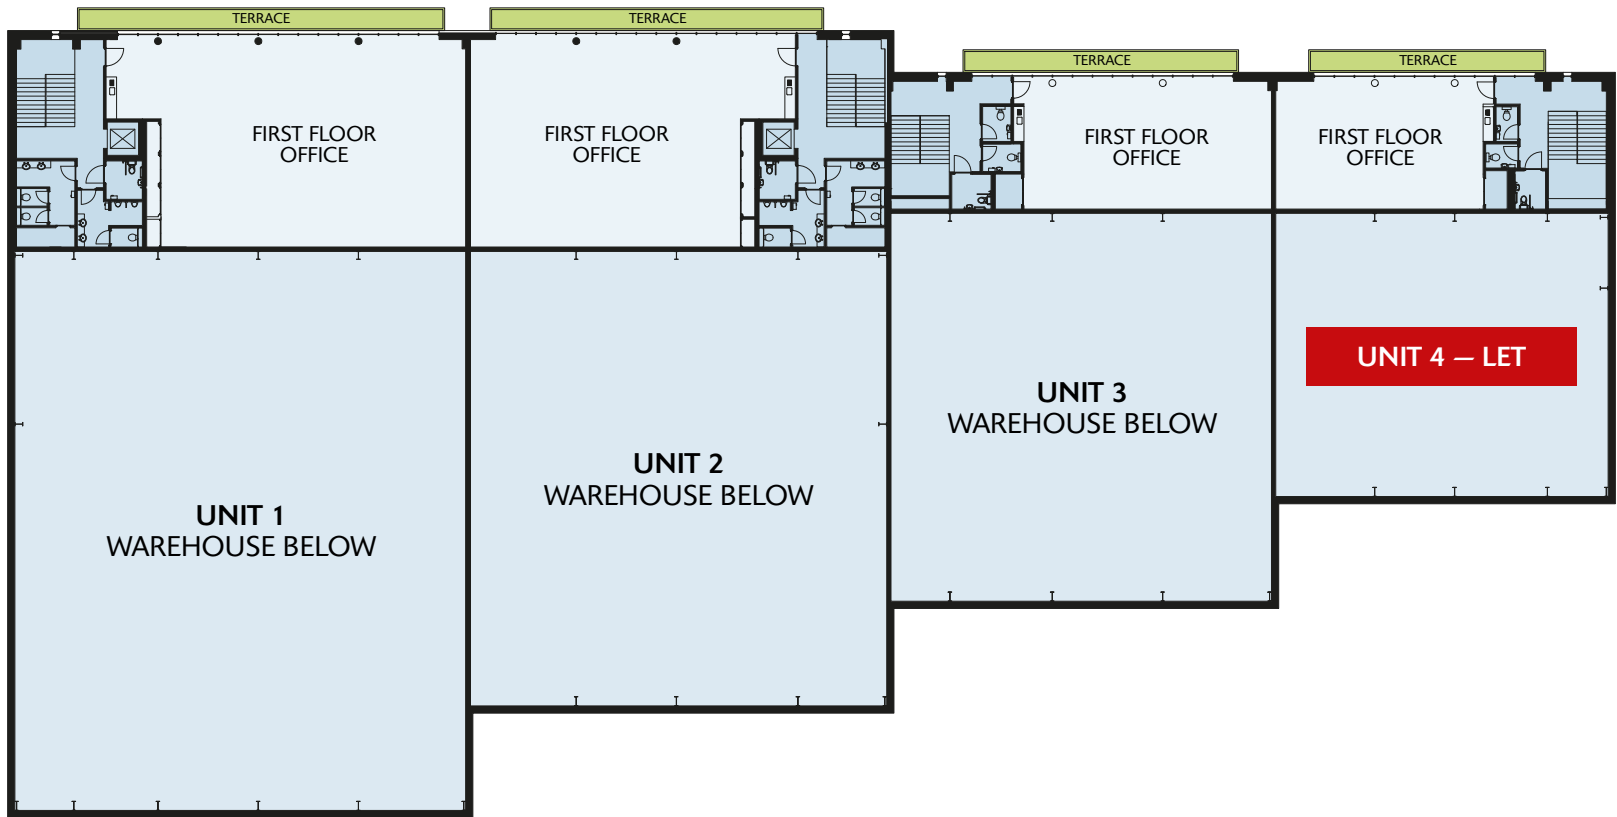 TERRACE
TERRACE
TERRACE
TERRACE
FIRST FLOOR
OFFICE
FIRST FLOOR
OFFICE
FIRST FLOOR
OFFICE
FIRST FLOOR
OFFICE
UNIT 1
WAREHOUSE BELOW
UNIT 2
WAREHOUSE BELOW
UNIT 3
WAREHOUSE BELOW
UNIT 4 — LET